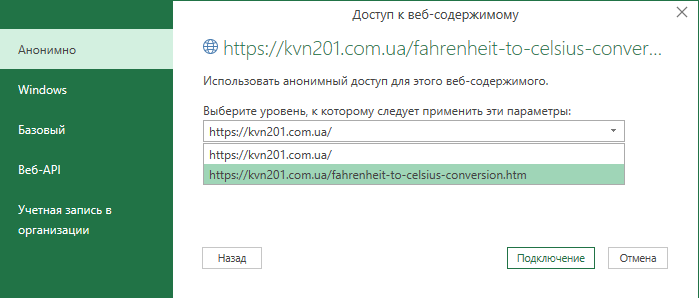 Доступ к веб-содержимому
Анонимно
Windows
Базовый
Веб-API
Учетная запись в
организации
https://kvn201.com.ua/fahrenheit-to-celsius-conver...
Использовать анонимный доступ для этого веб-содержимого.
Выберите уровень, к которому следует применить эти параметры:
https://kvn201.com.ua/
https://kvn201.com.ua/
https://kvn201.com.ua/fahrenheit-to-celsius-conversion.htm
Назад
Подключение
Отмена